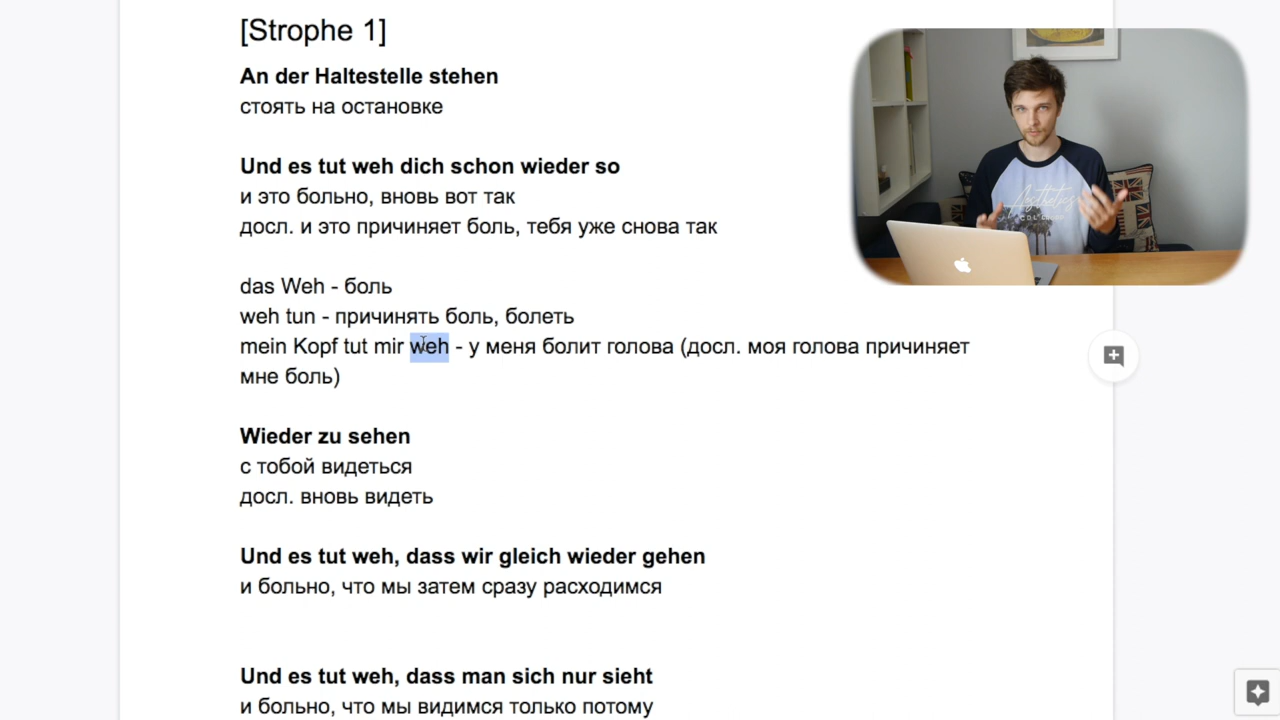 [Strophe 1]
An der Haltestelle stehen
стоять на остановке
Und es tut weh dich schon wieder so
и это больно, вновь вот так
досл. и это причиняет боль, тебя уже снова так
das Weh - боль
weh tun - причинять боль, болеть
mein Kopf tut mir weh - у меня болит голова (досл. моя голова причиняет
мне боль)
Wieder zu sehen
с тобой видеться
досл. вновь видеть
Und es tut weh, dass wir gleich wieder gehen
и больно, что мы затем сразу расходимся
Und es tut weh, dass man sich nur sieht
и больно, что мы видимся только потому
Aesthetics